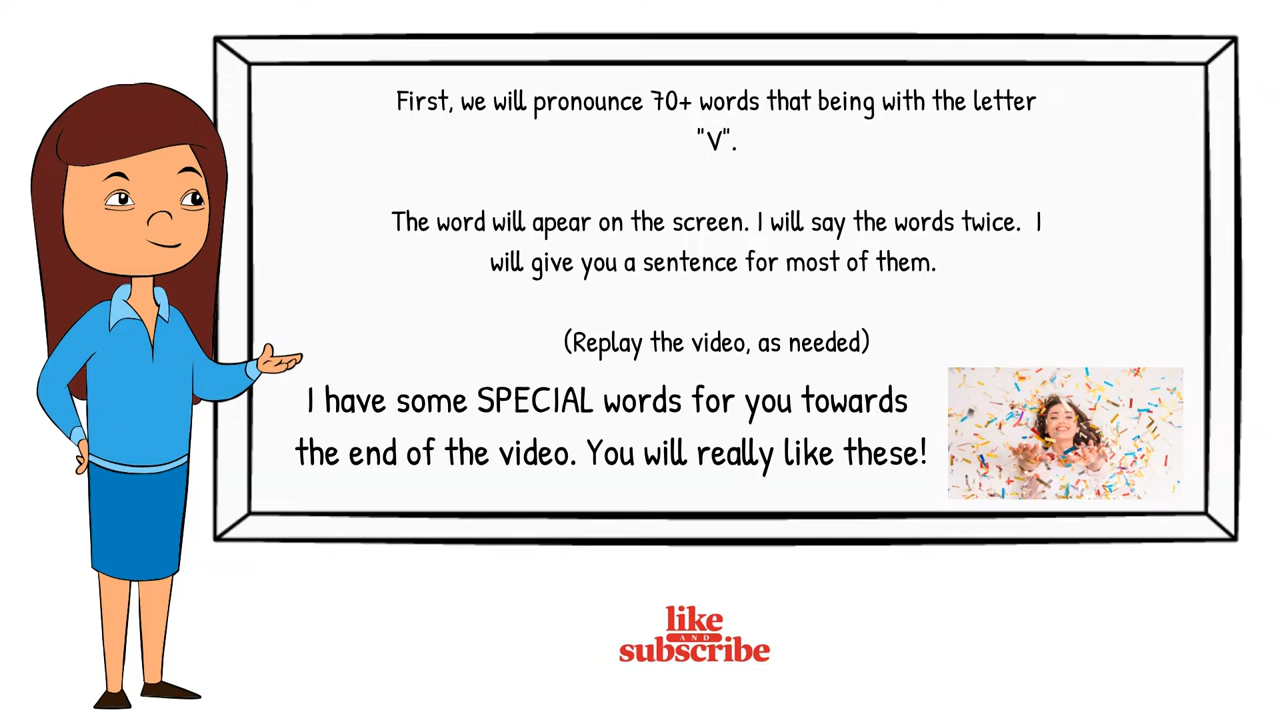 First, we will pronounce 70+ words that being with the letter
"V".
The word will apear on the screen. I will say the words twice. I
will give you a sentence for most of them.
(Replay the video, as needed)
I have some SPECIAL words for you towards
the end of the video. You will really like these!
like
AND
subscribe